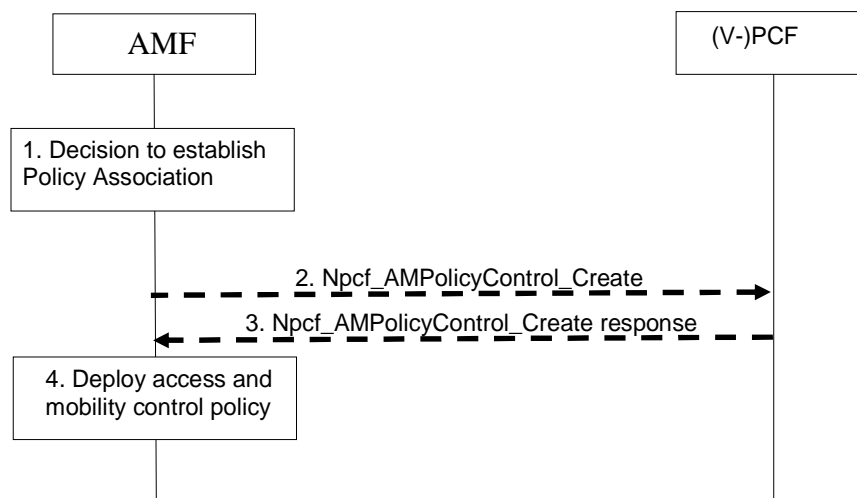 AMF
(V-)PCF
1. Decision to establish
Policy Association
2. Npcf_AMPolicyControl_Create
3. Npcf_AMPolicyControl_Create response
4. Deploy access and
mobility control policy